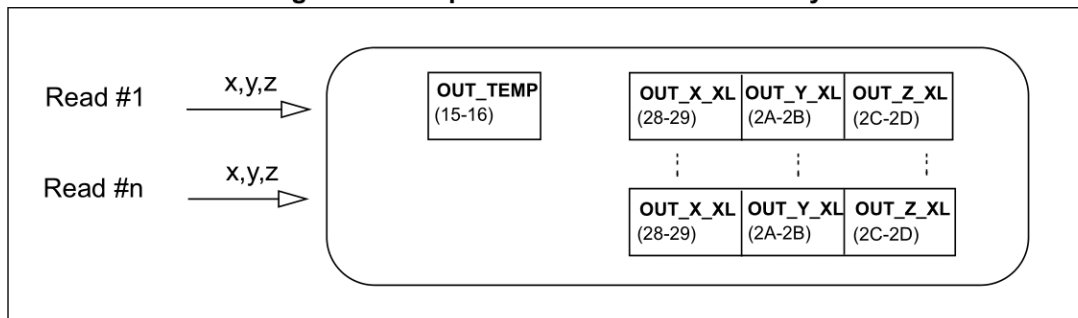 Read #1
x,y,z
OUT_TEMP
(15-16)
OUT_X_XL OUT_Y_XL OUT_Z_XL
(28-29) (2A-2B) (2C-2D)
Read #n
x,y,z
OUT_X_XL OUT_Y_XL OUT_Z_XL
(28-29) (2A-2B) (2C-2D)